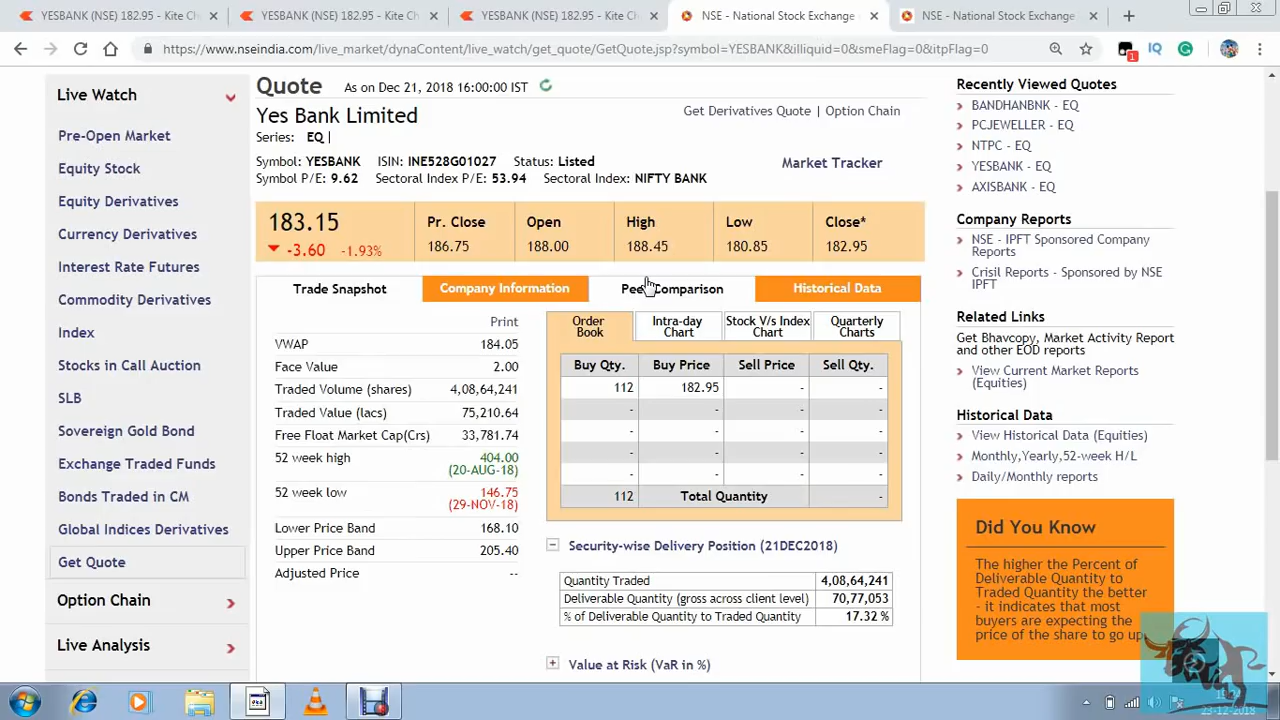 YESBANK (NSE) 182.95 - Kite Ch
YESBANK (NSE) 182.95 - Kite Ch
YESBANK (NSE) 182.95 - Kite Ch
NSE - National Stock Exchange
NSE - National Stock Exchange
https://www.nseindia.com/live_market/dynaContent/live_watch/get_quote/GetQuote.jsp?symbol=YESBANK&illiquid=0&smeFlag=0&itpFlag=0
1
IQ
Live Watch
Pre-Open Market
Equity Stock
Equity Derivatives
Currency Derivatives
Interest Rate Futures
Commodity Derivatives
Index
Stocks in Call Auction
SLB
Sovereign Gold Bond
Exchange Traded Funds
Bonds Traded in CM
Global Indices Derivatives
Get Quote
Option Chain
Live Analysis
Quote As on Dec 21, 2018 16:00:00 IST
Yes Bank Limited
Get Derivatives Quote | Option Chain
Series: EQ |
Symbol: YESBANK ISIN: INE528G01027 Status: Listed
Market Tracker
Symbol P/E: 9.62 Sectoral Index P/E: 53.94 Sectoral Index: NIFTY BANK
183.15 Pr. Close Open High Low Close*
-3.60 -1.93% 186.75 188.00 188.45 180.85 182.95
Trade Snapshot Company Information Peer Comparison Historical Data
Print
VWAP 184.05
Face Value 2.00
Traded Volume (shares) 4,08,64,241
Traded Value (lacs) 75,210.64
Free Float Market Cap(Crs) 33,781.74
52 week high 404.00
(20-AUG-18)
52 week low 146.75
(29-NOV-18)
Lower Price Band 168.10
Upper Price Band 205.40
Adjusted Price --
Order Book
Intra-day Chart
Stock V/s Index Chart
Quarterly Charts
Buy Qty. Buy Price Sell Price Sell Qty.
112 182.95 - -
- - - -
- - - -
- - - -
- - - -
112 Total Quantity -
Security-wise Delivery Position (21DEC2018)
Quantity Traded 4,08,64,241
Deliverable Quantity (gross across client level) 70,77,053
% of Deliverable Quantity to Traded Quantity 17.32 %
Value at Risk (VaR in %)
Recently Viewed Quotes
BANDHANBNK - EQ
PCJEWELLER - EQ
NTPC - EQ
YESBANK - EQ
AXISBANK - EQ
Company Reports
NSE - IPFT Sponsored Company
Reports
Crisil Reports - Sponsored by NSE
IPFT
Related Links
Get Bhavcopy, Market Activity Report
and other EOD reports
View Current Market Reports
(Equities)
Historical Data
View Historical Data (Equities)
Monthly,Yearly,52-week H/L
Daily/Monthly reports
Did You Know
The higher the Percent of
Deliverable Quantity to
Traded Quantity the better
- it indicates that most
buyers are expecting the
price of the share to go up.
23-12-2018